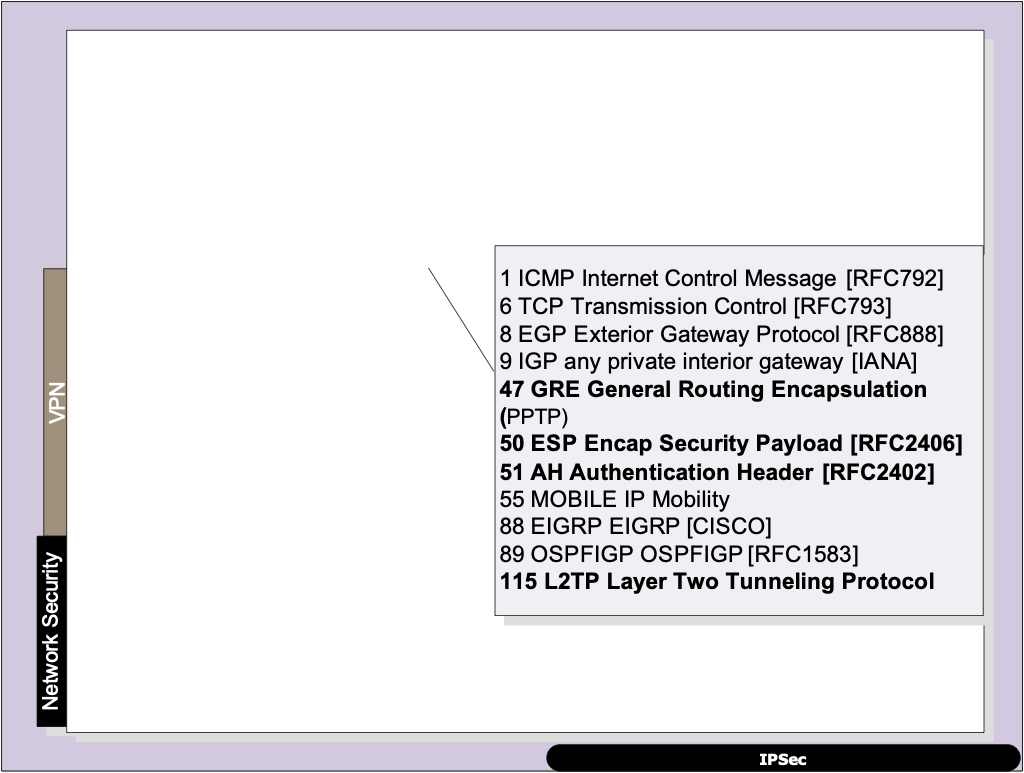 1 ICMP Internet Control Message [RFC792]
6 TCP Transmission Control [RFC793]
8 EGP Exterior Gateway Protocol [RFC888]
9 IGP any private interior gateway [IANA]
47 GRE General Routing Encapsulation
(PPTP)
50 ESP Encap Security Payload [RFC2406]
51 AH Authentication Header [RFC2402]
55 MOBILE IP Mobility
88 EIGRP EIGRP [CISCO]
89 OSPFIGP OSPFIGP [RFC1583]
115 L2TP Layer Two Tunneling Protocol
VPN
Network Security
IPSec